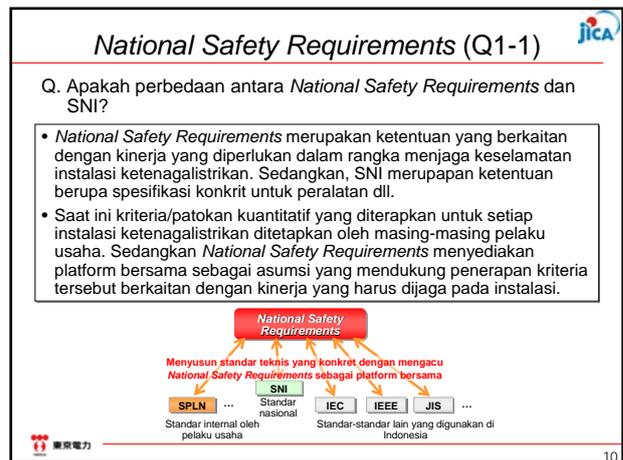 National Safety Requirements (Q1-1)
jICA
Q. Apakah perbedaan antara National Safety Requirements dan
SNI?
• National Safety Requirements merupakan ketentuan yang berkaitan
dengan kinerja yang diperlukan dalam rangka menjaga keselamatan
instalasi ketenagalistrikan. Sedangkan, SNI merupapan ketentuan
berupa spesifikasi konkrit untuk peralatan dll.
• Saat ini kriteria/patokan kuantitatif yang diterapkan untuk setiap
instalasi ketenagalistrikan ditetapkan oleh masing-masing pelaku
usaha. Sedangkan National Safety Requirements menyediakan
platform bersama sebagai asumsi yang mendukung penerapan kriteria
tersebut berkaitan dengan kinerja yang harus dijaga pada instalasi.
National Safety
Requirements
Menyusun standar teknis yang konkret dengan mengacu
National Safety Requirements sebagai platform bersama
SPLN ... SNI IEC IEEE JIS ...
Standar
nasional
Standar internal oleh
pelaku usaha
Standar-standar lain yang digunakan di
Indonesia
東京電力
10